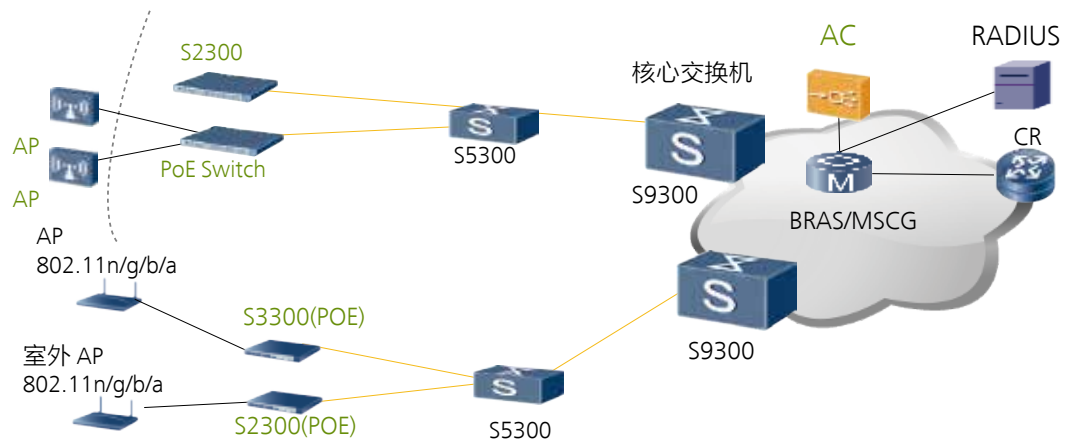 S2300
AC
RADIUS
核心交换机
AP
PoE Switch
S5300
CR
AP
S9300
BRAS/MSCG
AP
802.11n/g/b/a
S3300(POE)
S9300
室外 AP
802.11n/g/b/a
S2300(POE)
S5300
S
S
M
S
S